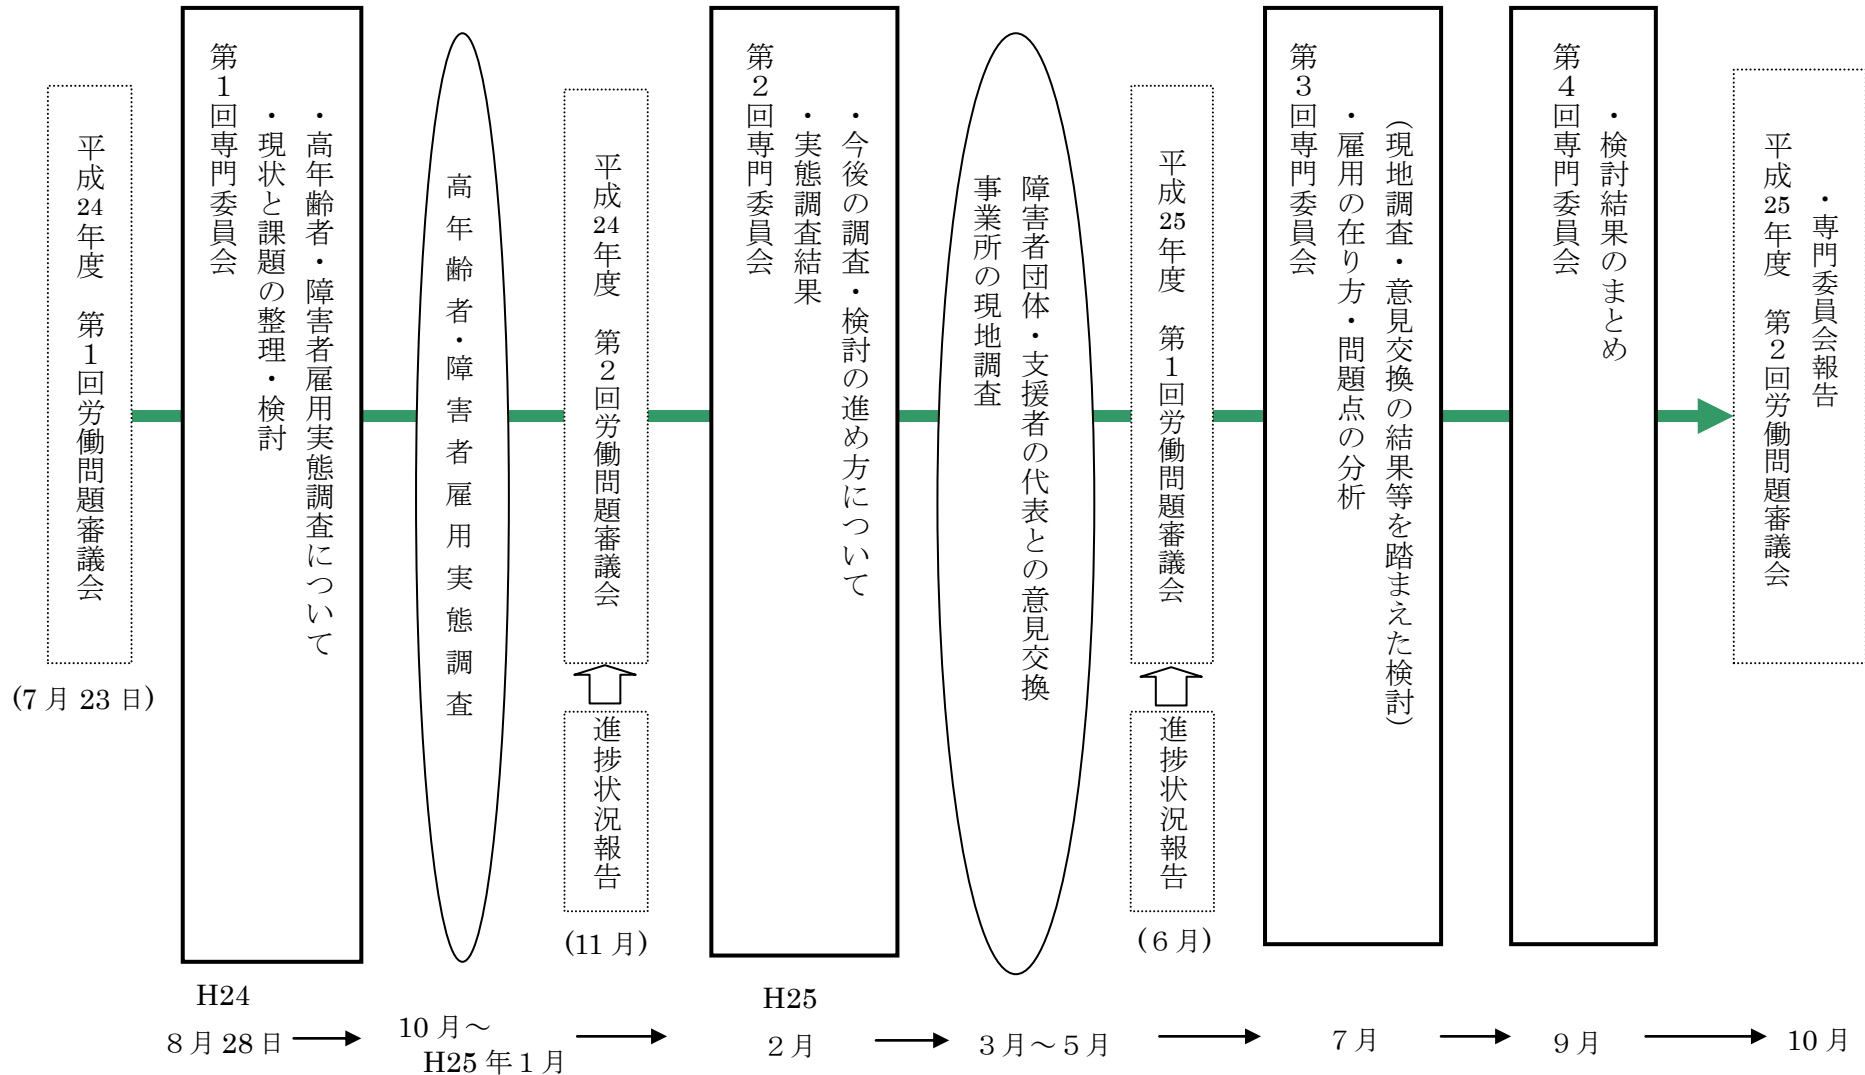 平成24年度　第１回労働問題審議会
(7月23日)
第１回専門委員会
・現状と課題の整理・検討
・高年齢者・障害者雇用実態調査について
高年齢者・障害者雇用実態調査
平成24年度　第２回労働問題審議会
進捗状況報告
(11月)
第２回専門委員会
・実態調査結果
・今後の調査・検討の進め方について
事業所の現地調査
障害者団体・支援者の代表との意見交換
平成25年度　第１回労働問題審議会
進捗状況報告
(６月)
第３回専門委員会
・雇用の在り方・問題点の分析
(現地調査・意見交換の結果等を踏まえた検討)
第４回専門委員会
・検討結果のまとめ
平成25年度　第２回労働問題審議会
・専門委員会報告
H24
８月28日
10月～
H25年１月
H25
２月
３月～５月
７月
９月
10月